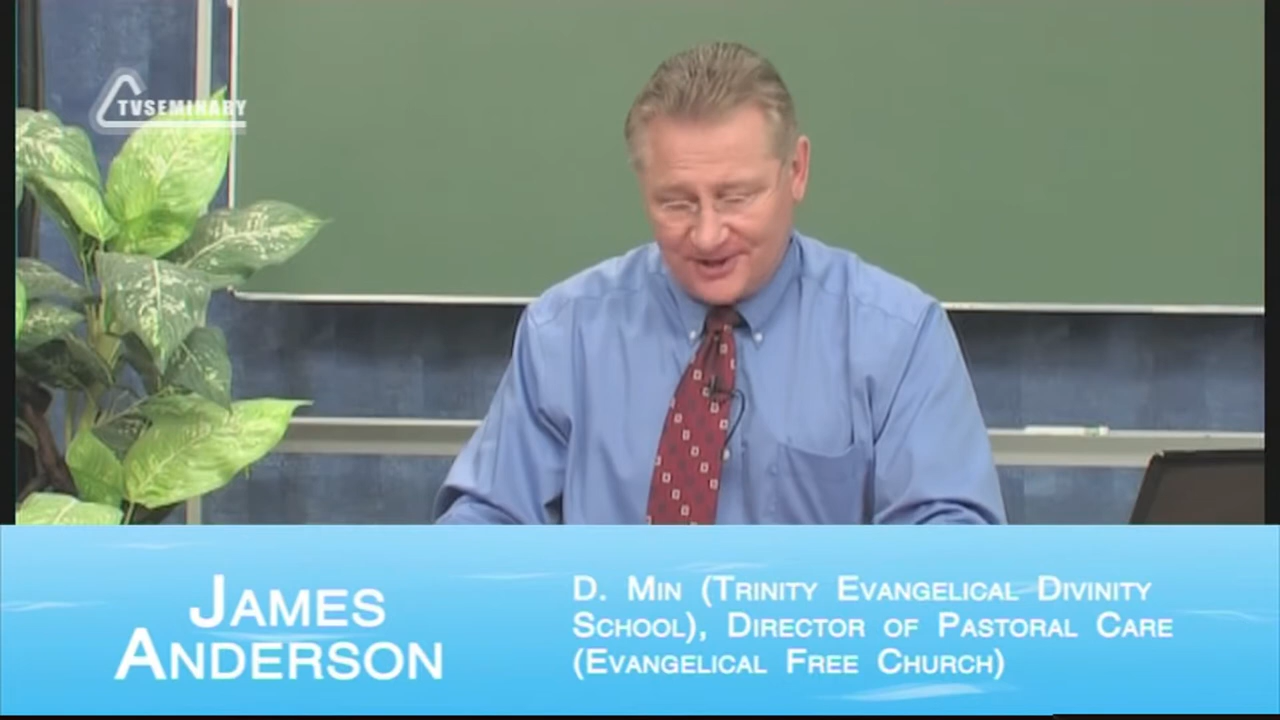 TVSEMINARY
JAMES
ANDERSON
D. MIN (TRINITY EVANGELICAL DIVINITY
SCHOOL), DIRECTOR OF PASTORAL CARE
(EVANGELICAL FREE CHURCH)